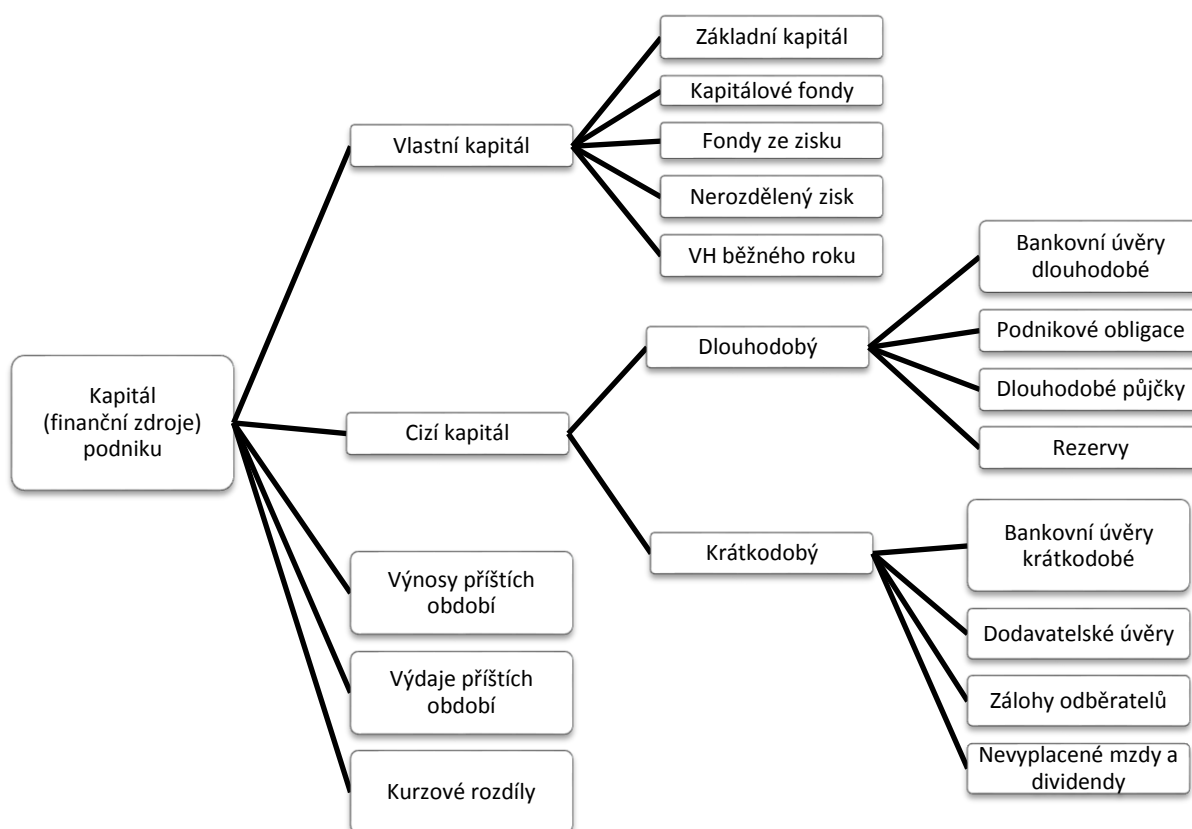 Kapitál
(finanční zdroje)
podniku
Vlastní kapitál
Základní kapitál
Kapitálové fondy
Fondy ze zisku
Nerozdělený zisk
VH běžného roku
Cizí kapitál
Dlouhodobý
Bankovní úvěry
dlouhodobé
Podnikové obligace
Dlouhodobé půjčky
Rezervy
Krátkodobý
Bankovní úvěry
krátkodobé
Dodavatelské úvěry
Zálohy odběratelů
Nevyplacené mzdy a
dividendy
Výnosy příštích
období
Výdaje příštích
období
Kurzové rozdíly